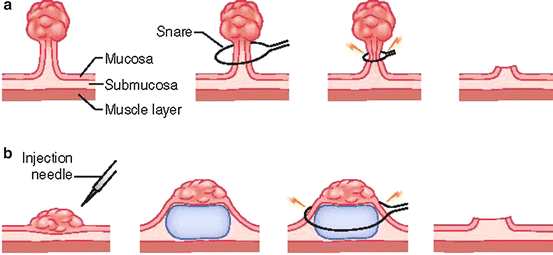 a
Snare
Mucosa
Submucosa
Muscle layer
b
Injection
needle